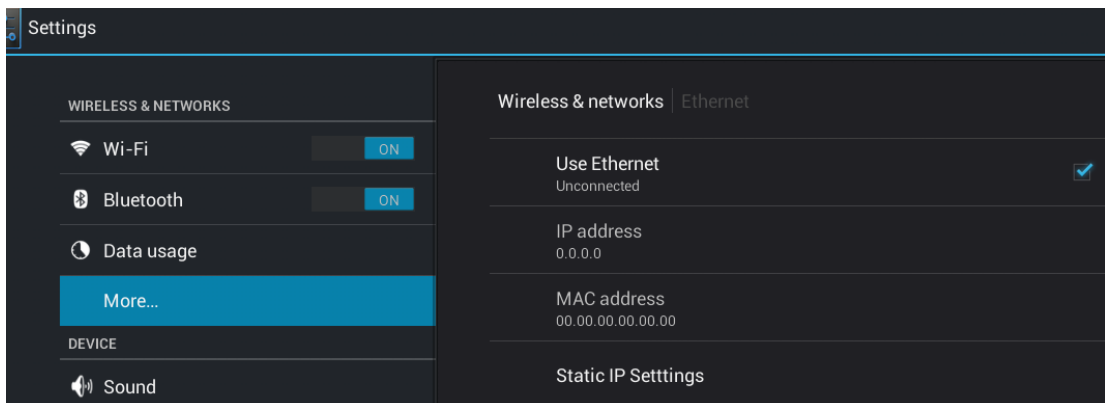 Settings
WIRELESS & NETWORKS
Wi-Fi
ON
Bluetooth
ON
Data usage
More...
DEVICE
Sound
Wireless & networks Ethernet
Use Ethernet
Unconnected
IP address
0.0.0.0
MAC address
00.00.00.00.00.00
Static IP Setttings